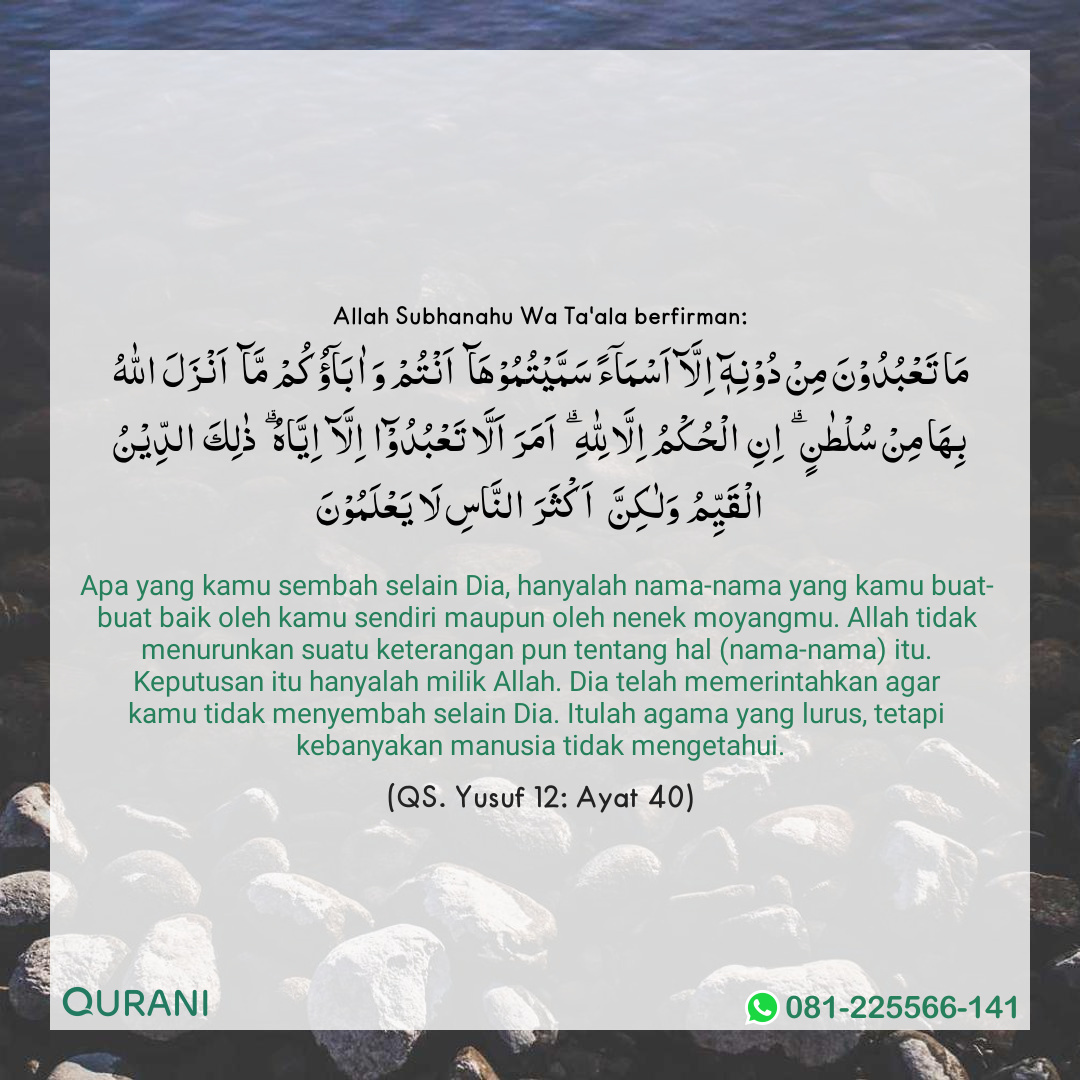 Allah Subhanahu Wa Ta'ala berfirman:
مَا تَعْبُدُوْنَ مِنْ دُوْنِهٖٓ اِلَّاۤ اَسْمَآءً سَمَّيْتُمُوْهَاۤ اَنْتُمْ وَ اٰبَآؤُكُمْ مَّاۤ اَنْزَلَ اللّٰهُ
بِهَا مِنْ سُلْطٰنٍ ۗ اِنِ الْحُكْمُ اِلَّا لِلّٰهِ ۗ اَمَرَ اَلَّا تَعْبُدُوْۤا اِلَّاۤ اِيَّاهُ ۗ ذٰلِكَ الدِّيْنُ
الْقَيِّمُ وَلٰـكِنَّ اَكْثَرَ النَّاسِ لَا يَعْلَمُوْنَ
Apa yang kamu sembah selain Dia, hanyalah nama-nama yang kamu buat-
buat baik oleh kamu sendiri maupun oleh nenek moyangmu. Allah tidak
menurunkan suatu keterangan pun tentang hal (nama-nama) itu.
Keputusan itu hanyalah milik Allah. Dia telah memerintahkan agar
kamu tidak menyembah selain Dia. Itulah agama yang lurus, tetapi
kebanyakan manusia tidak mengetahui.
(QS. Yusuf 12: Ayat 40)
QURANI
081-225566-141